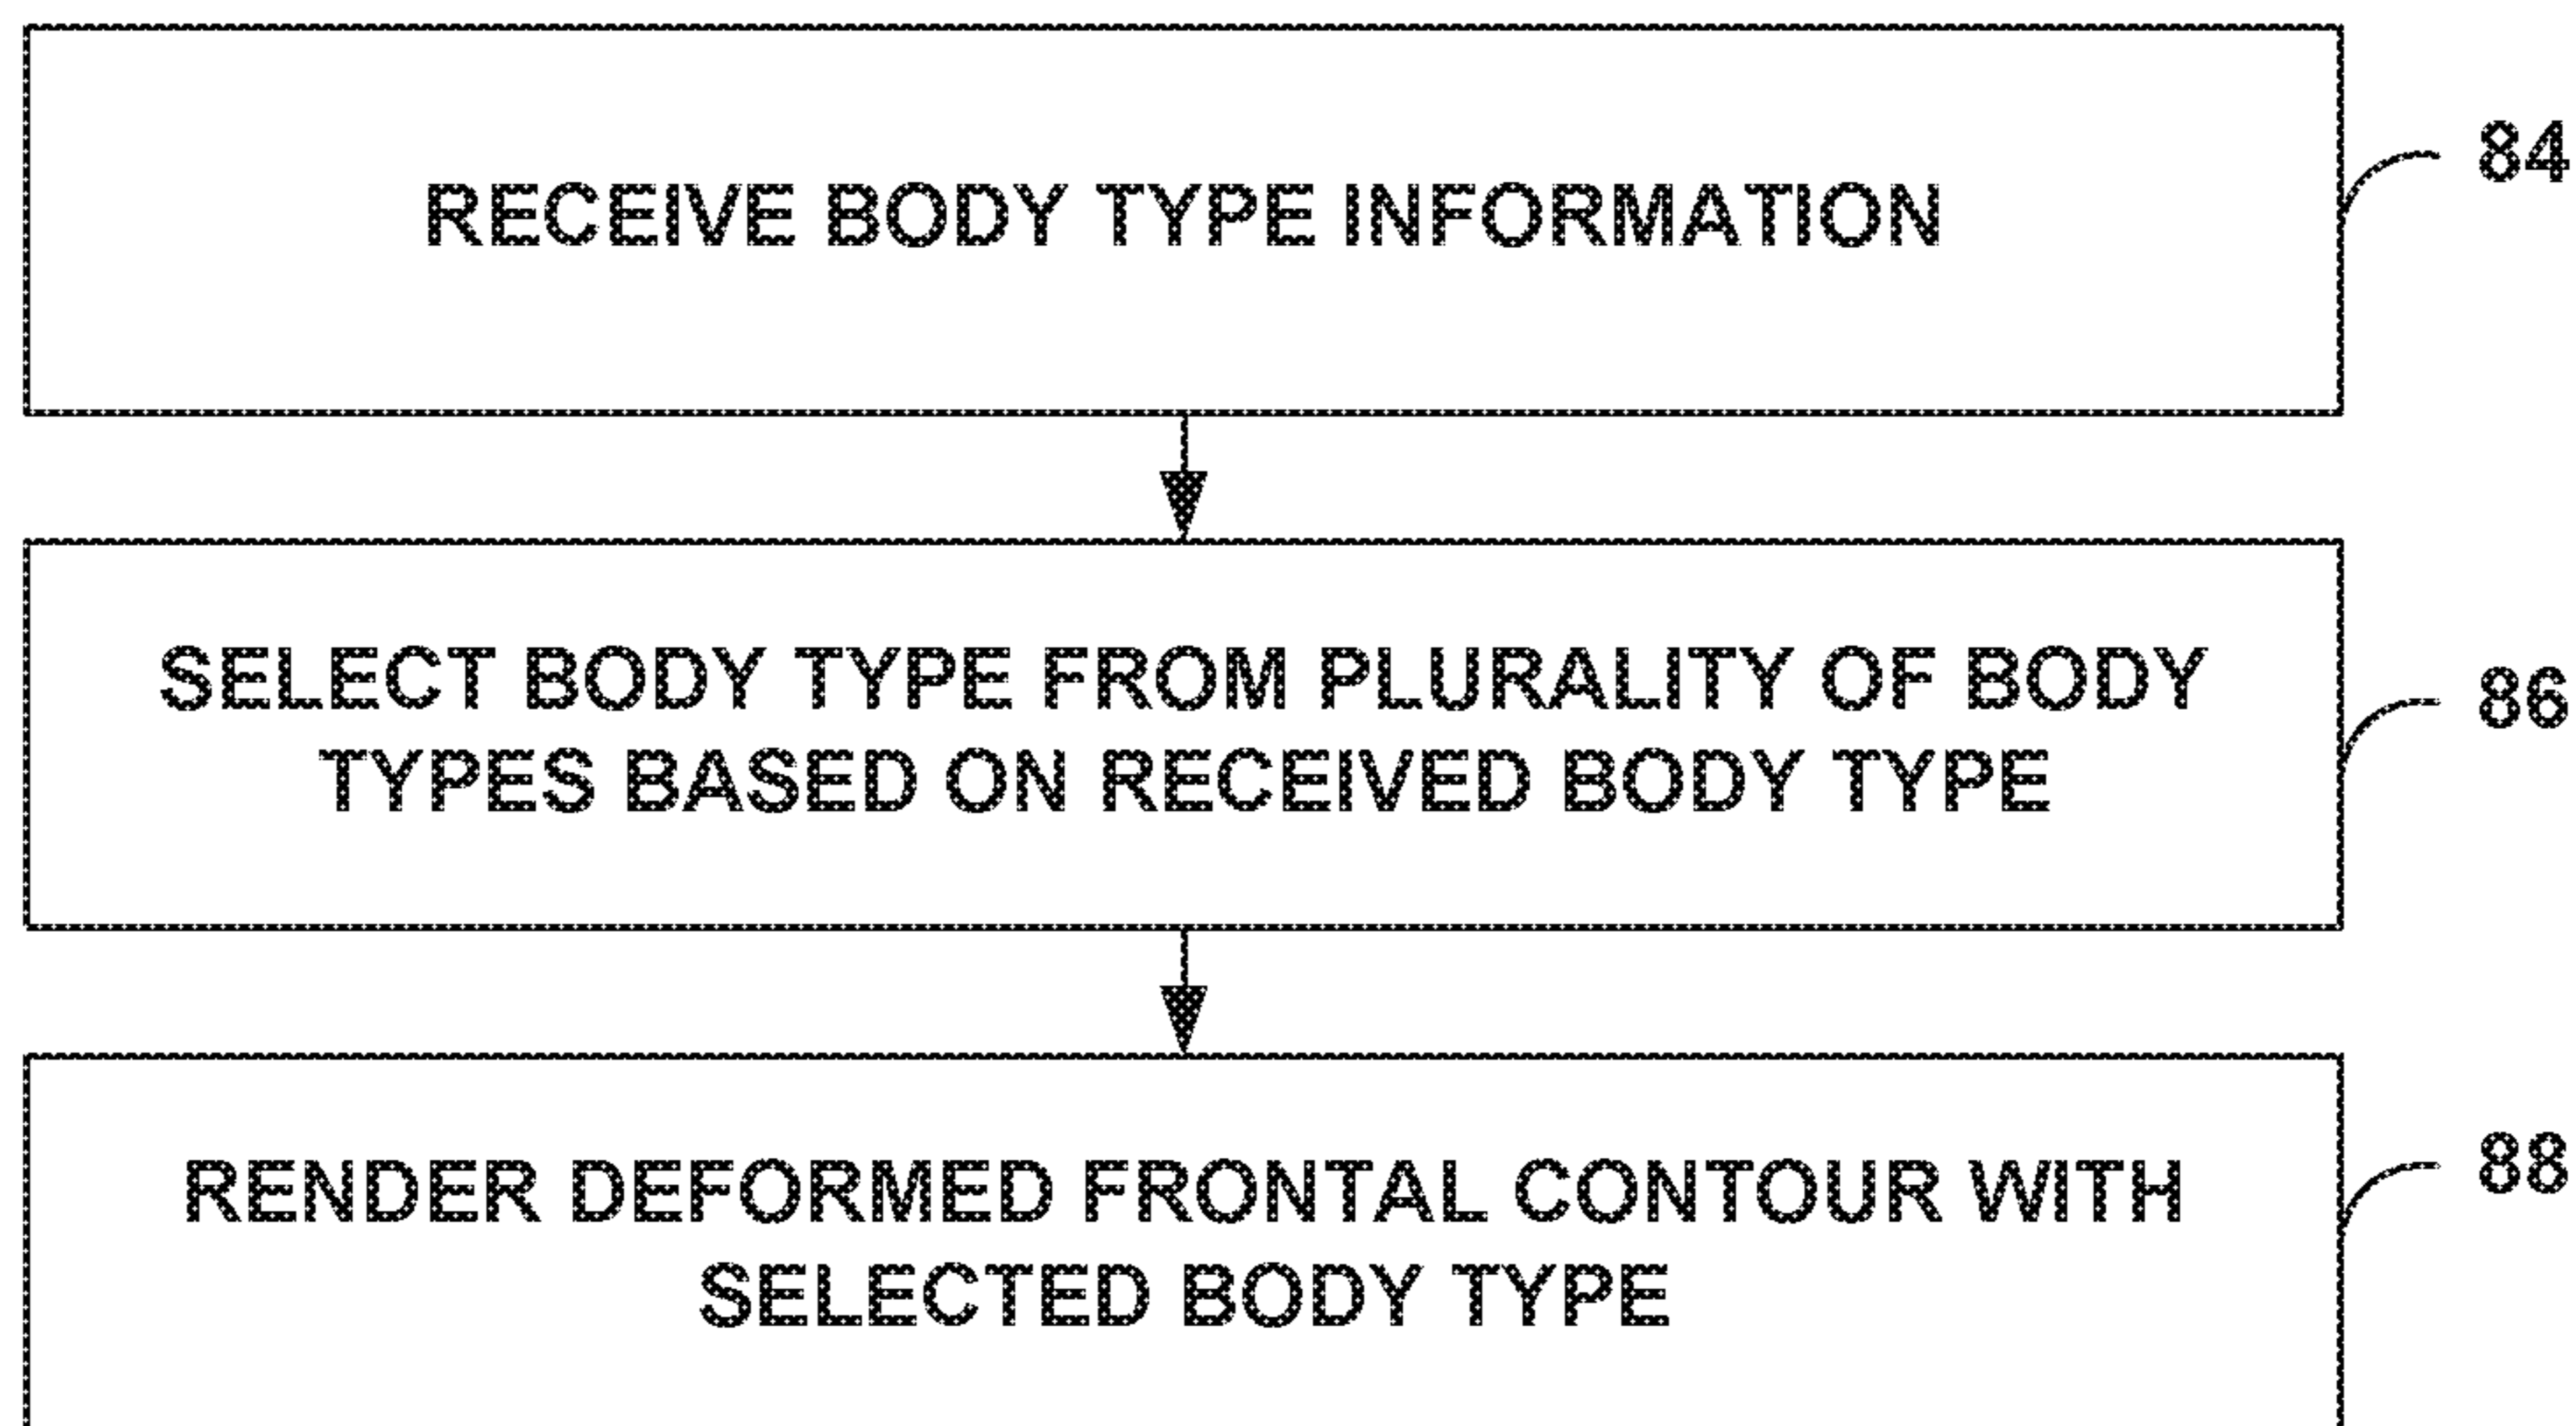 RECEIVE BODY TYPE INFORMATION
84
SELECT BODY TYPE FROM PLURALITY OF BODY
TYPES BASED ON RECEIVED BODY TYPE
86
RENDER DEFORMED FRONTAL CONTOUR WITH
SELECTED BODY TYPE
88